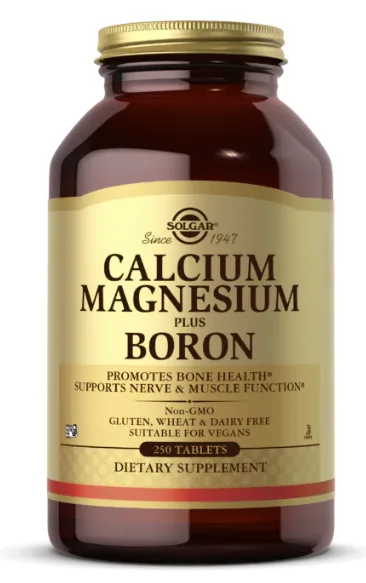 SOLGAR®
Since 1947
CALCIUM
MAGNESIUM
PLUS
BORON
PROMOTES BONE HEALTH*
SUPPORTS NERVE & MUSCLE FUNCTION*
NON-GMO
GLUTEN, WHEAT & DAIRY FREE
SUITABLE FOR VEGANS
250 TABLETS
DIETARY SUPPLEMENT